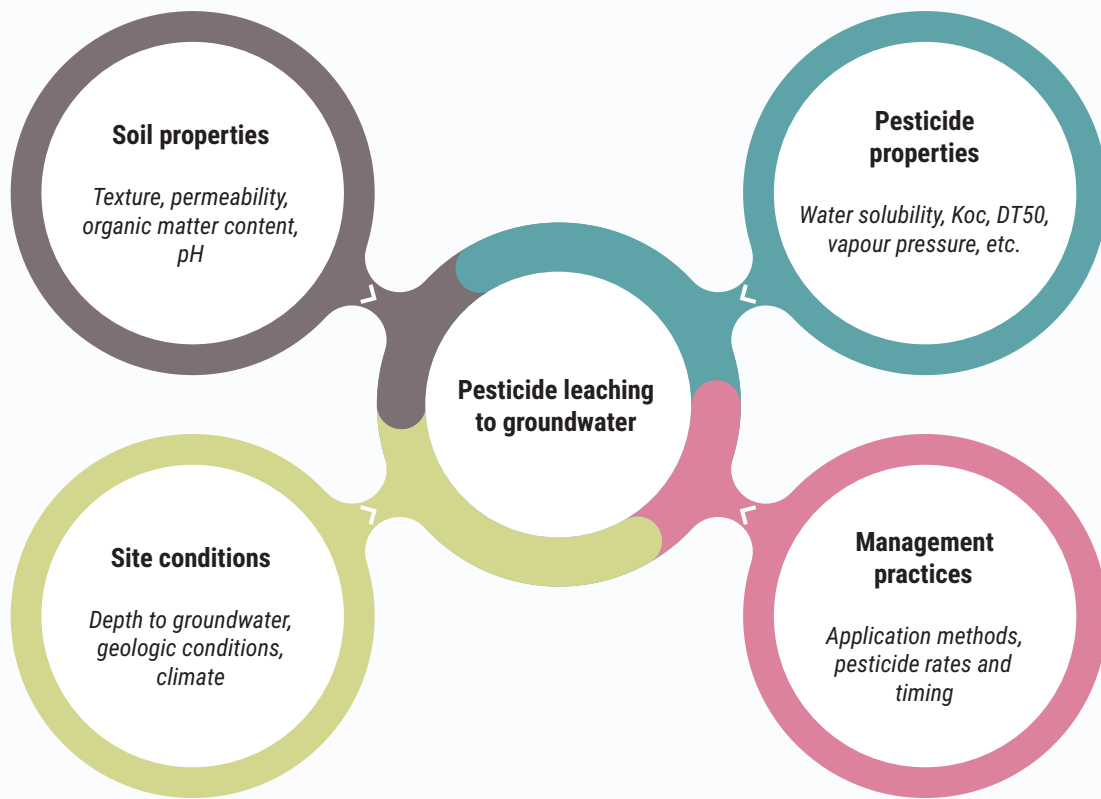 Soil properties
Texture, permeability,
organic matter content,
pH
Pesticide
properties
Water solubility, Koc, DT50,
vapour pressure, etc.
Pesticide leaching
to groundwater
Site conditions
Depth to groundwater,
geologic conditions,
climate
Management
practices
Application methods,
pesticide rates and
timing